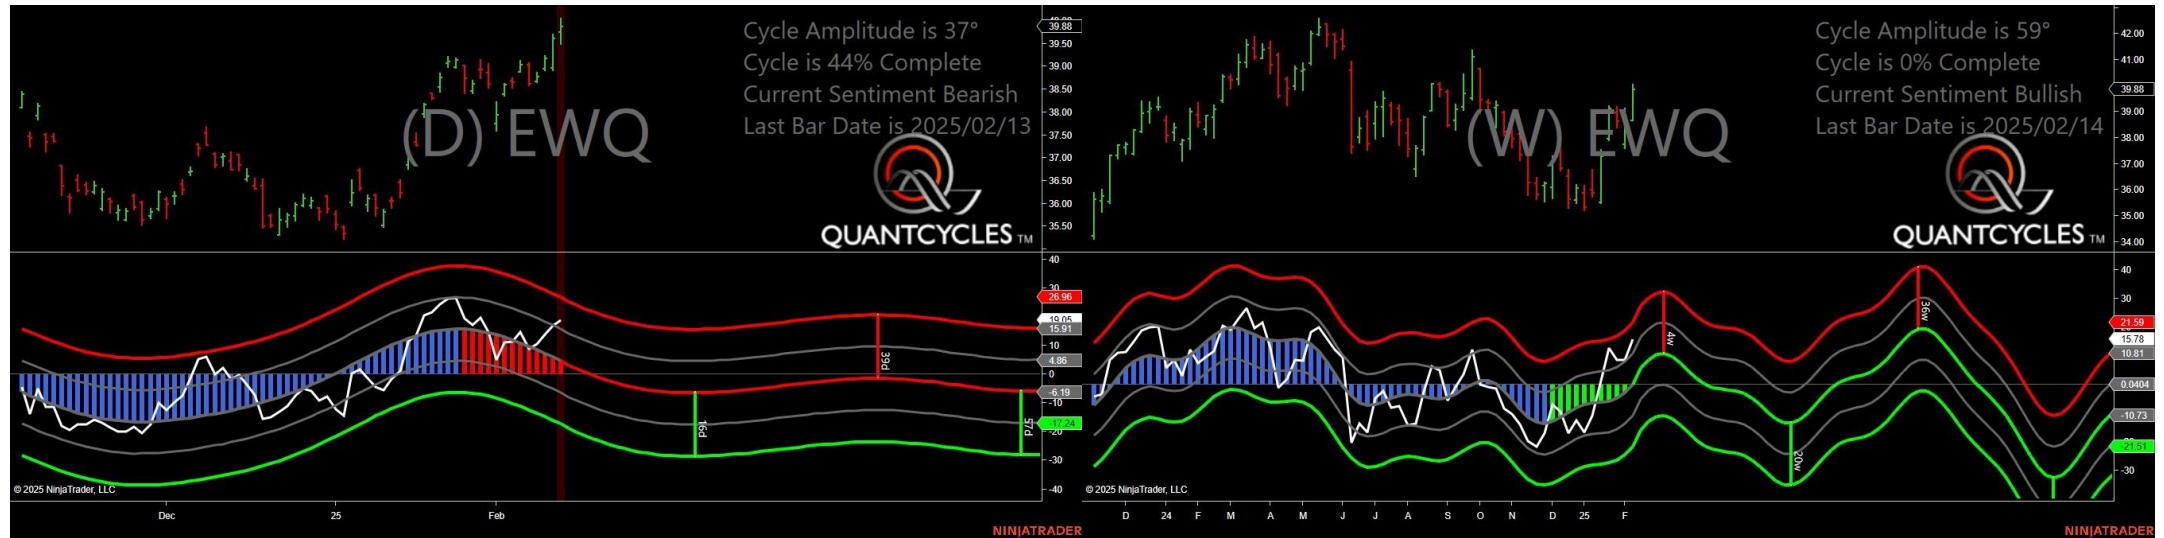 Cycle Amplitude is 37°
Cycle is 44% Complete
Current Sentiment Bearish
Last Bar Date is 2025/02/13
(D) EWQ
QUANTCYCLES TM
39.88
39.50
39.00
38.50
38.00
37.50
37.00
36.50
36.00
35.50
40
30
26.96
19.05
15.91
10
4.86
0
-6.19
-10
-17.24
-20
-30
-40
16d
39d
57d
© 2025 NinjaTrader, LLC
Dec
25
Feb
NINJATRADER
Cycle Amplitude is 59°
Cycle is 0% Complete
Current Sentiment Bullish
Last Bar Date is 2025/02/14
(W) EWQ
QUANTCYCLES TM
42.00
41.00
39.88
39.00
38.00
37.00
36.00
35.00
34.00
40
30
21.59
15.78
10.81
0.0404
-10.73
-21.51
-30
4w
20w
36w
© 2025 NinjaTrader, LLC
D 24 F M A M J J A S O N D 25 F
NINJATRADER